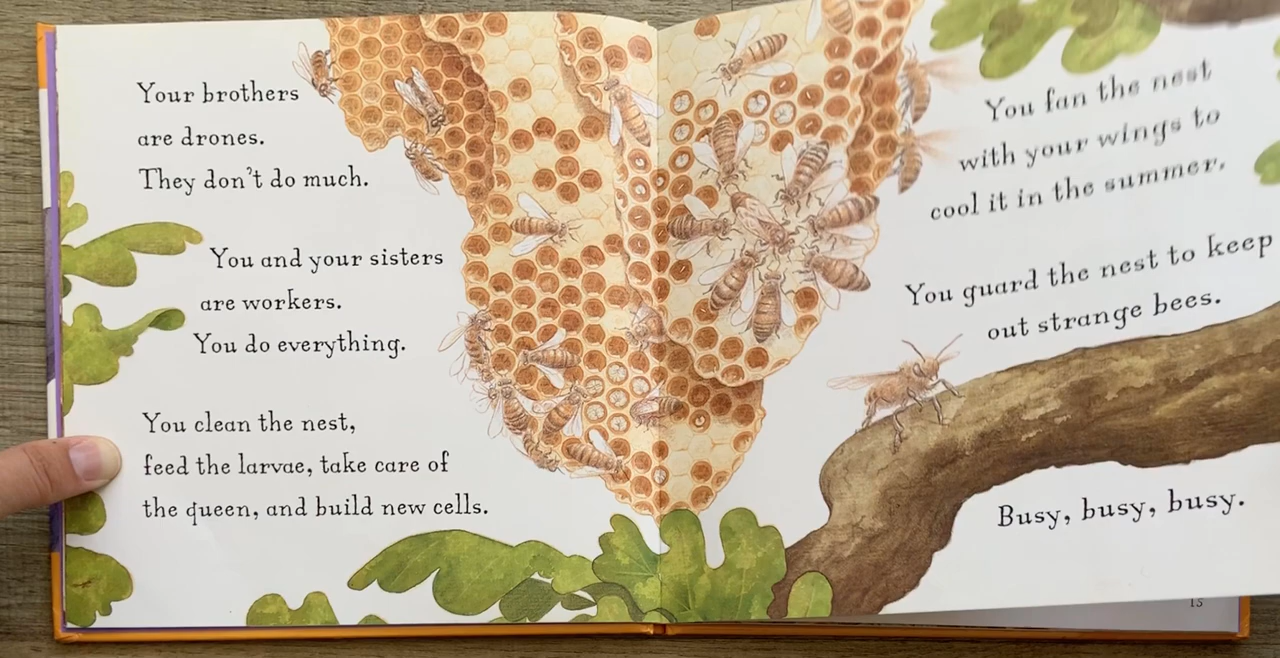 Your brothers
are drones.
They don't do much.
You and your sisters
are workers.
You do everything.
You clean the nest,
feed the larvae, take care of
the queen, and build new cells.
You fan the nest
with your wings to
cool it in the summer.
You guard the nest to keep
out strange bees.
Busy, busy, busy.
15